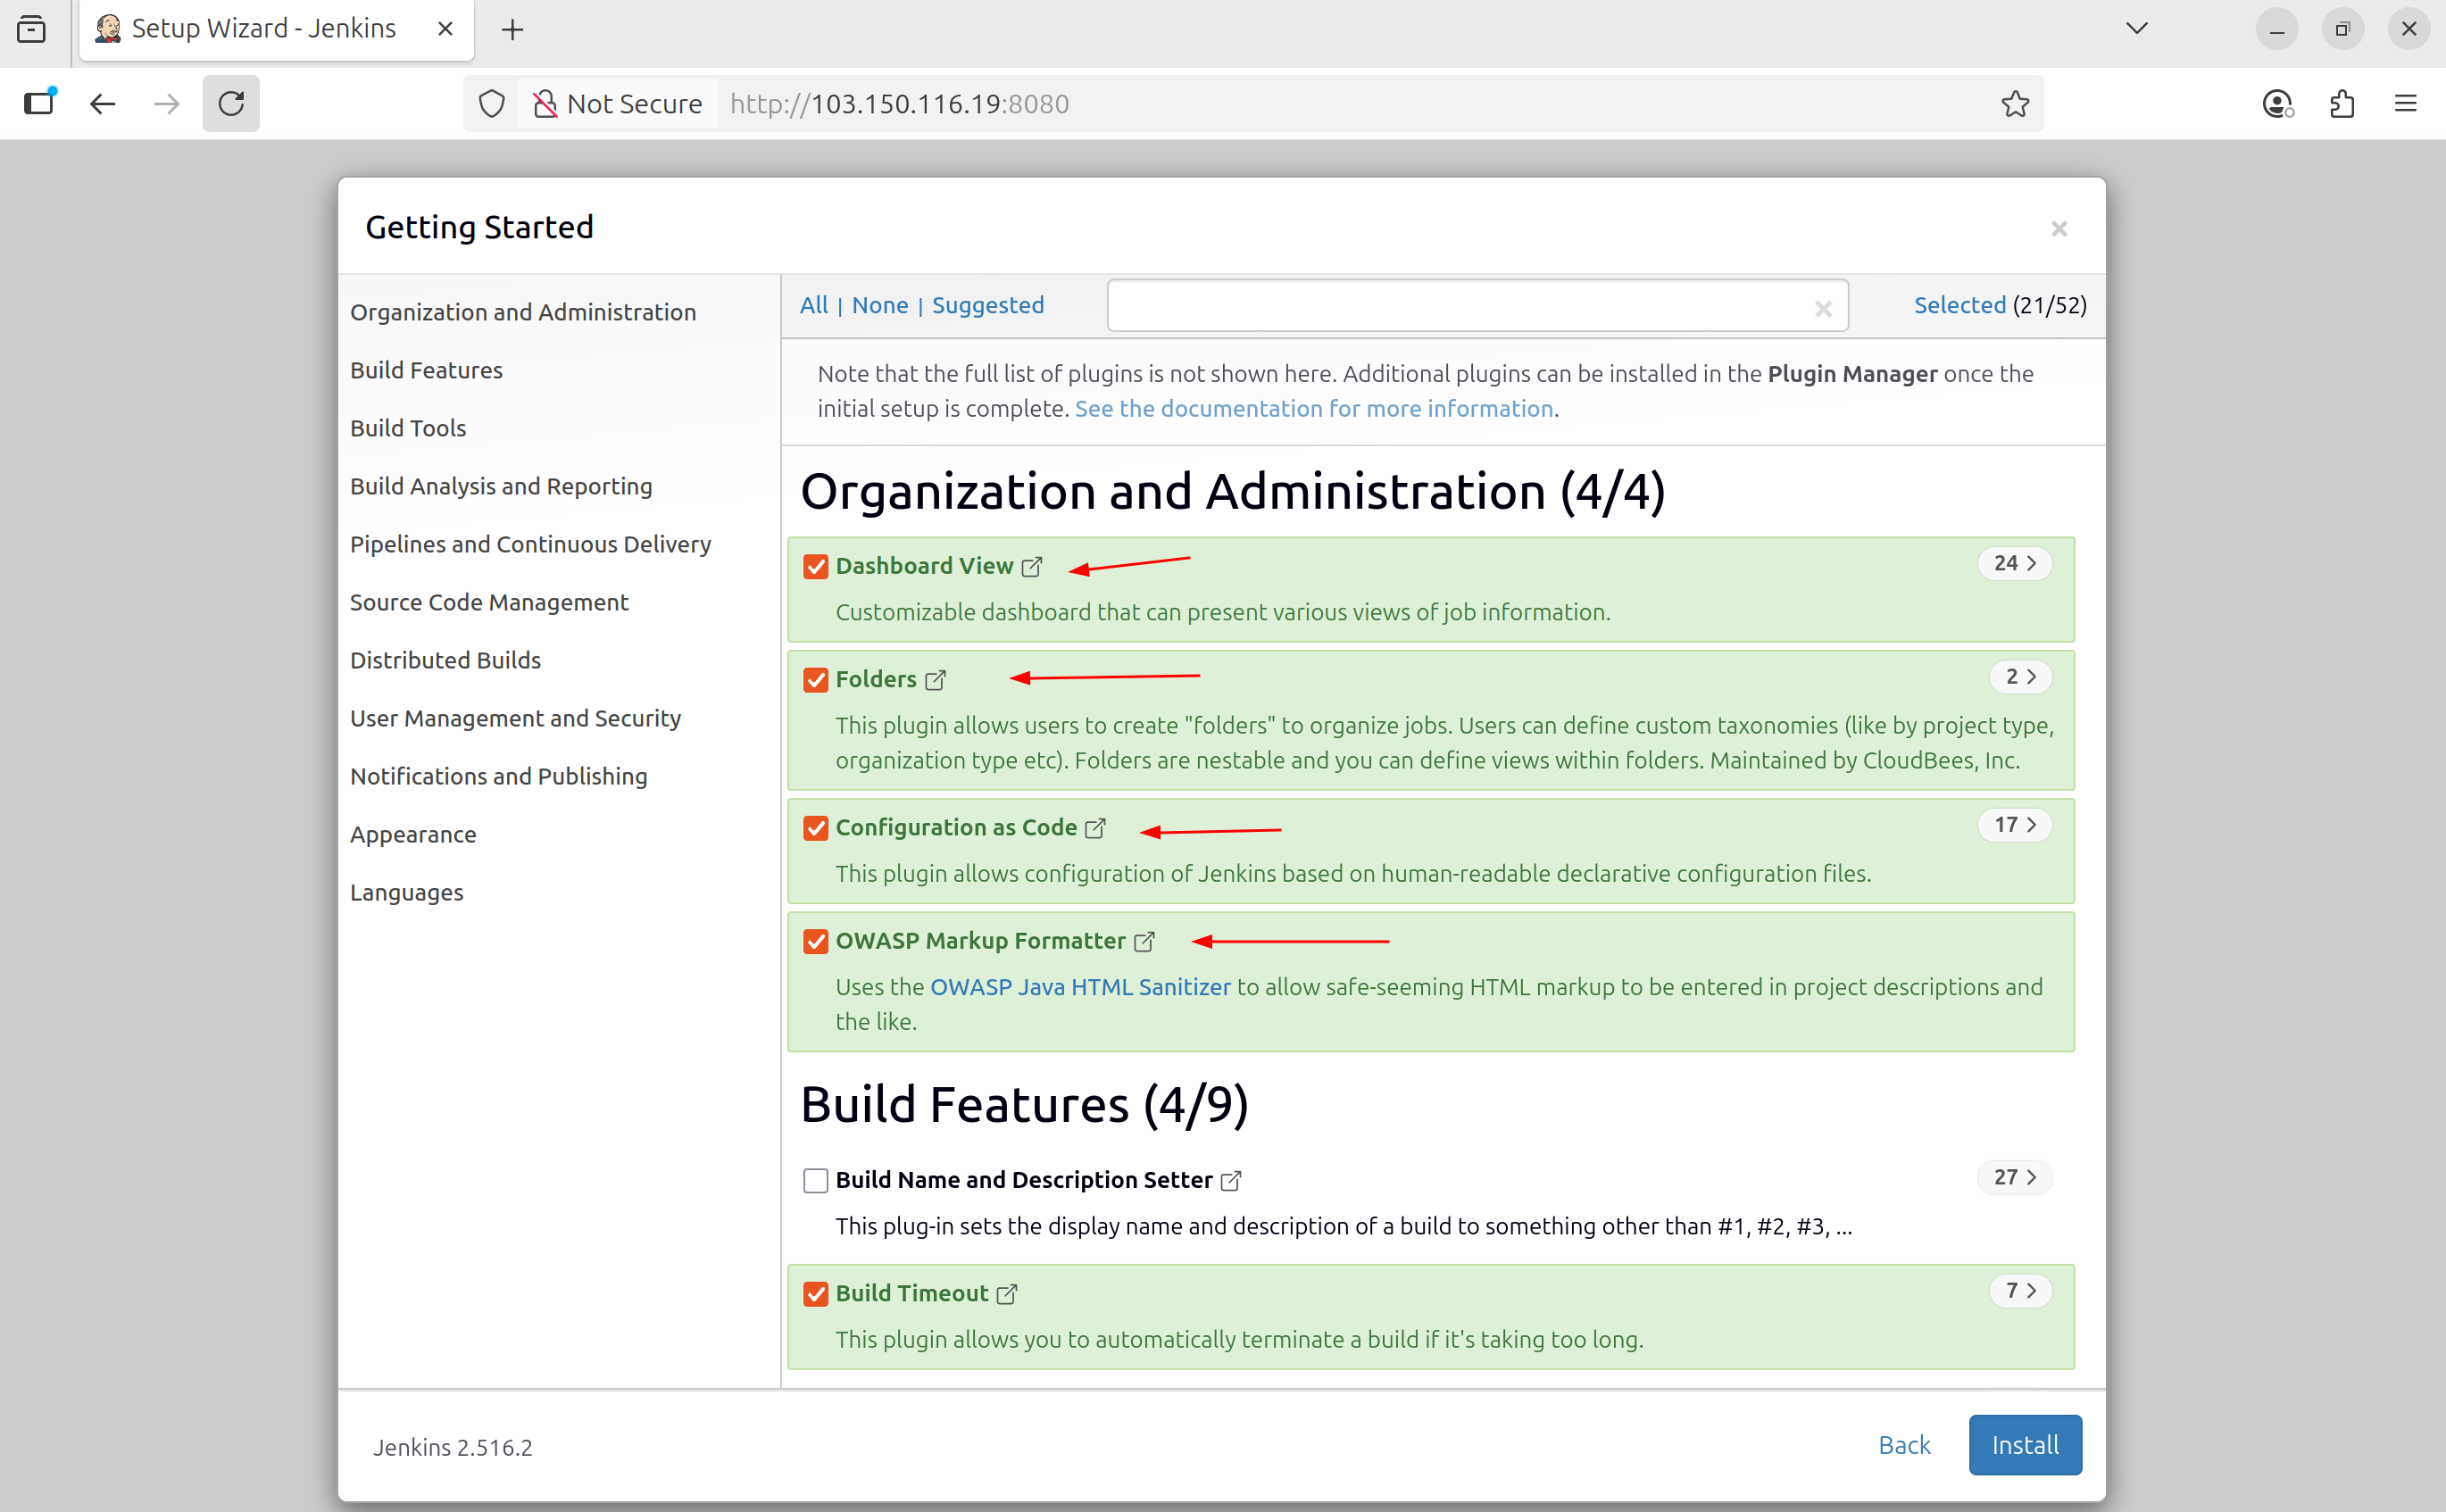 Setup Wizard - Jenkins
Not Secure
http://103.150.116.19:8080
Getting Started
Organization and Administration
Build Features
Build Tools
Build Analysis and Reporting
Pipelines and Continuous Delivery
Source Code Management
Distributed Builds
User Management and Security
Notifications and Publishing
Appearance
Languages
All | None | Suggested
Selected (21/52)
Note that the full list of plugins is not shown here. Additional plugins can be installed in the Plugin Manager once the
initial setup is complete. See the documentation for more information.
Organization and Administration (4/4)
Dashboard View
24
Customizable dashboard that can present various views of job information.
Folders
2
This plugin allows users to create "folders" to organize jobs. Users can define custom taxonomies (like by project type,
organization type etc). Folders are nestable and you can define views within folders. Maintained by CloudBees, Inc.
Configuration as Code
17
This plugin allows configuration of Jenkins based on human-readable declarative configuration files.
OWASP Markup Formatter
Uses the OWASP Java HTML Sanitizer to allow safe-seeming HTML markup to be entered in project descriptions and
the like.
Build Features (4/9)
Build Name and Description Setter
27
This plug-in sets the display name and description of a build to something other than #1, #2, #3, ...
Build Timeout
7
This plugin allows you to automatically terminate a build if it's taking too long.
Jenkins 2.516.2
Back
Install